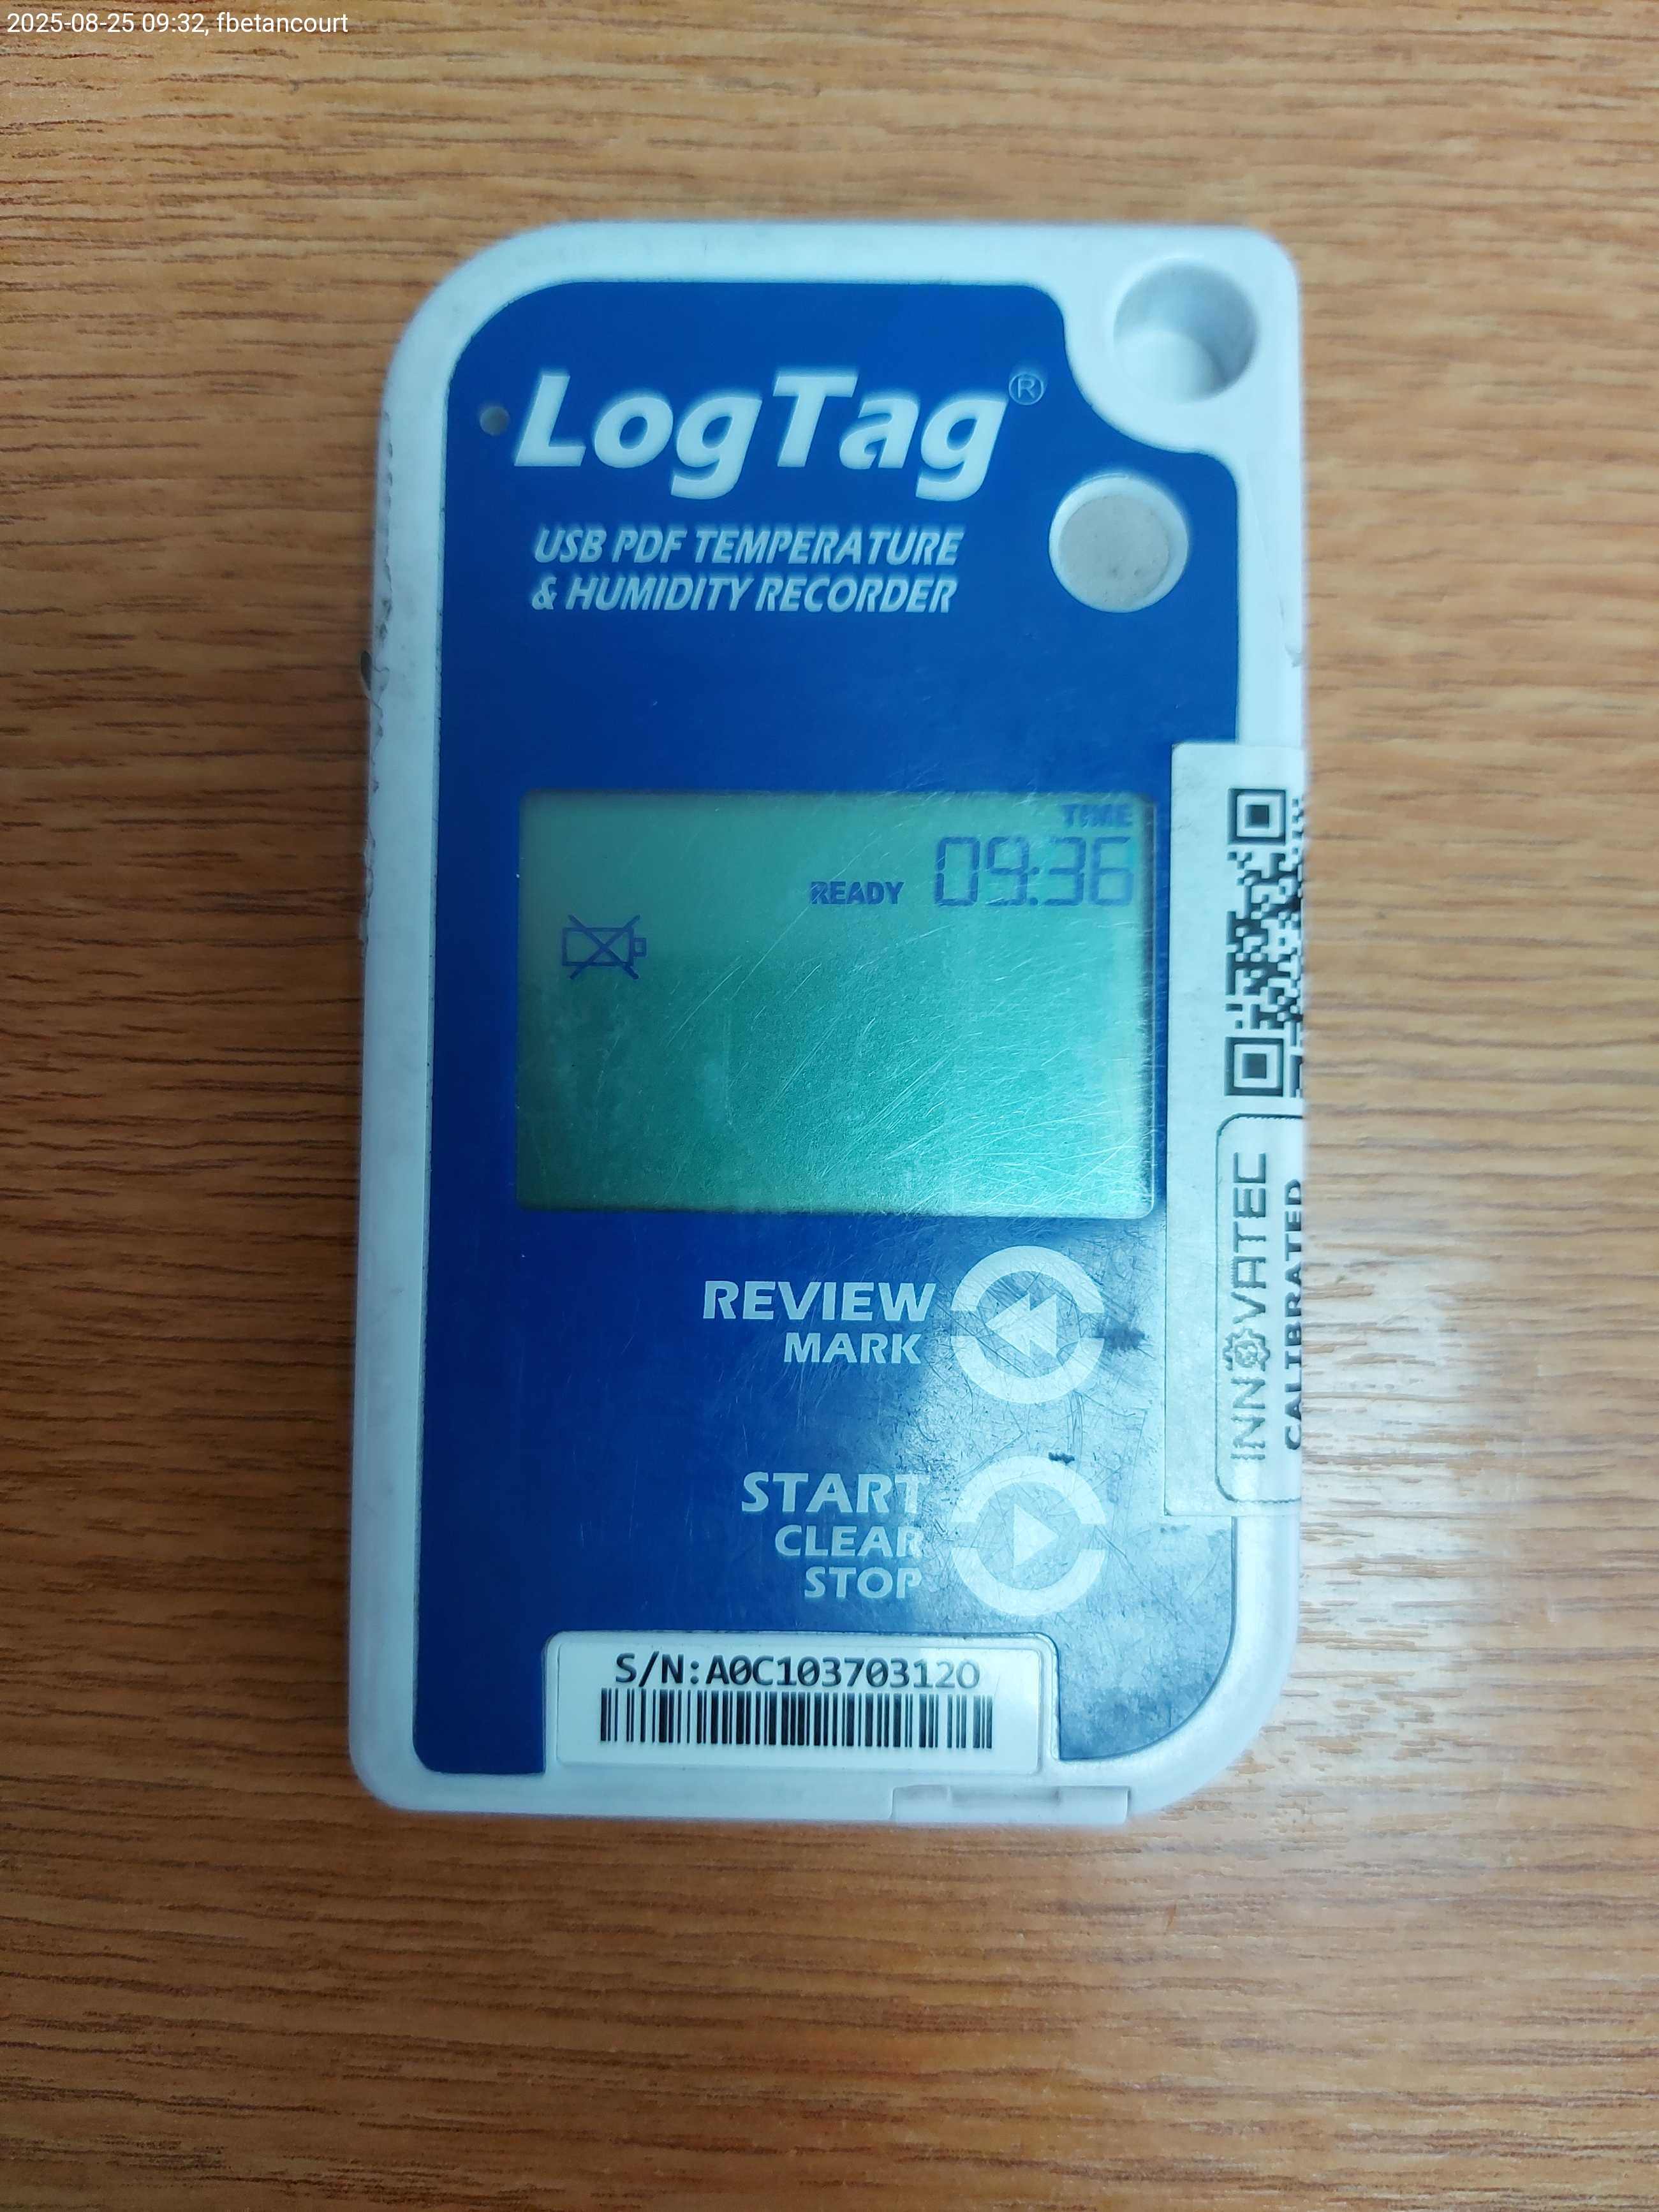 2025-08-25 09:32, fbetancourt
LogTag®
USB PDF TEMPERATURE
& HUMIDITY RECORDER
TIME
READY 09:36
REVIEW
MARK
START
CLEAR
STOP
S/N:A0C103703120
INNOVATEC
CALIBRATED